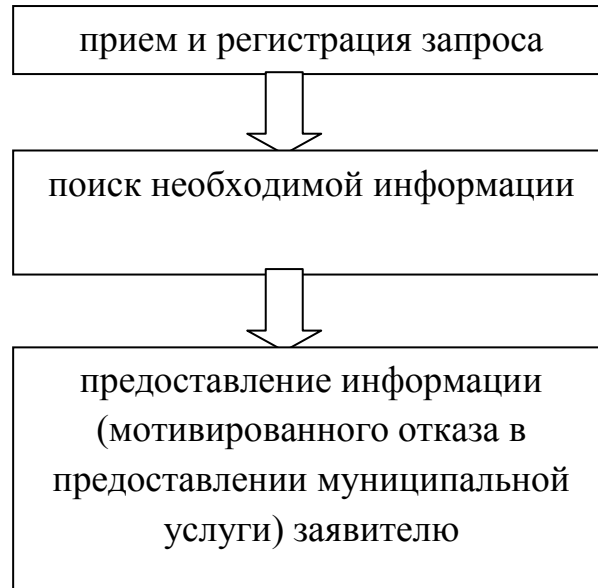 прием и регистрация запроса
поиск необходимой информации
предоставление информации
(мотивированного отказа в
предоставлении муниципальной
услуги) заявителю